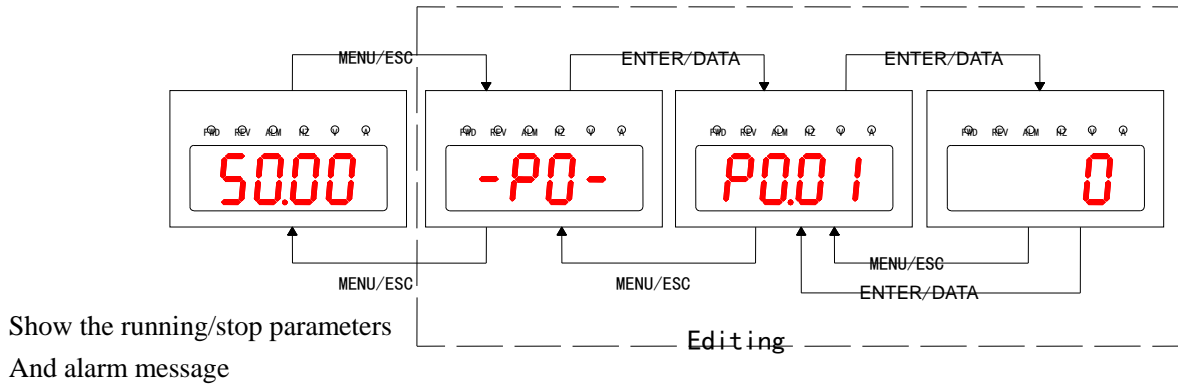 MENU/ESC
ENTER/DATA
ENTER/DATA
FWD REV ALM HZ V A
FWD REV ALM HZ V A
FWD REV ALM HZ V A
FWD REV ALM HZ V A
50.00
-P0-
P0.01
0
MENU/ESC
MENU/ESC
MENU/ESC
ENTER/DATA
Show the running/stop parameters
Editing
And alarm message